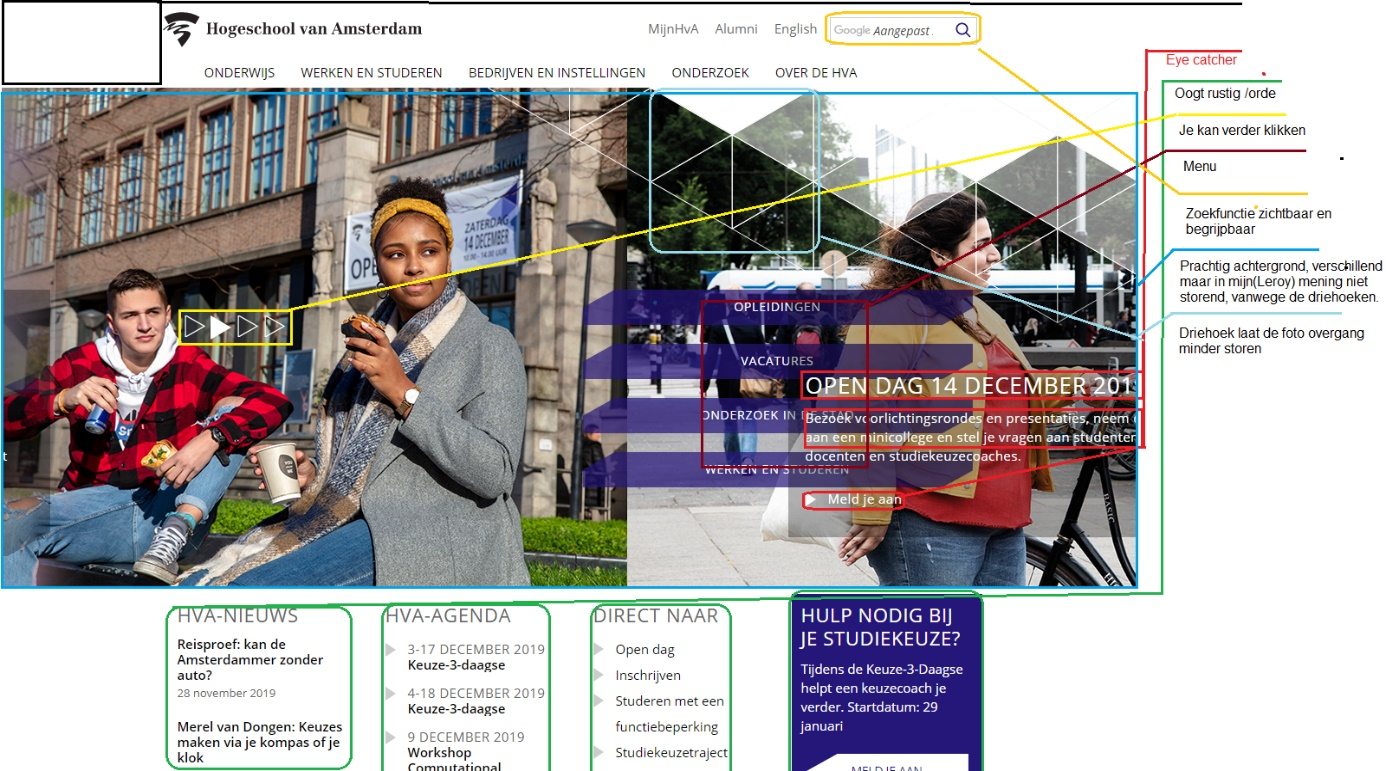 Hogeschool van Amsterdam
MijnHvA Alumni English
Google Aangepast
ONDERWIJS WERKEN EN STUDEREN BEDRIJVEN EN INSTELLINGEN ONDERZOEK OVER DE HVA
Eye catcher
Oogt rustig /orde
Je kan verder klikken
Menu
Zoekfunctie zichtbaar en
begrijpbaar
Prachtig achtergrond, verschillend
maar in mijn(Leroy) mening niet
storend, vanwege de driehoeken.
Driehoek laat de foto overgang
minder storen
ZATERDAG
14 DECEMBER
10.00 - 14.00 UUR
OPE
OPLEIDINGEN
VACATURES
ONDERZOEK IN DE STAD
WERKEN EN STUDEREN
OPEN DAG 14 DECEMBER 201
Bezoek voorlichtingsrondes en presentaties, neem
aan een minicollege en stel je vragen aan studenten
docenten en studiekeuzecoaches.
Meld je aan
t
BASIC
HVA-NIEUWS
Reisproef: kan de
Amsterdammer zonder
auto?
28 november 2019
Merel van Dongen: Keuzes
maken via je kompas of je
klok
HVA-AGENDA
3-17 DECEMBER 2019
Keuze-3-daagse
4-18 DECEMBER 2019
Keuze-3-daagse
9 DECEMBER 2019
Workshop
Computational
DIRECT NAAR
Open dag
Inschrijven
Studeren met een
functiebeperking
Studiekeuzetraject
HULP NODIG BIJ
JE STUDIEKEUZE?
Tijdens de Keuze-3-Daagse
helpt een keuzecoach je
verder. Startdatum: 29
januari
MELD JE AAN